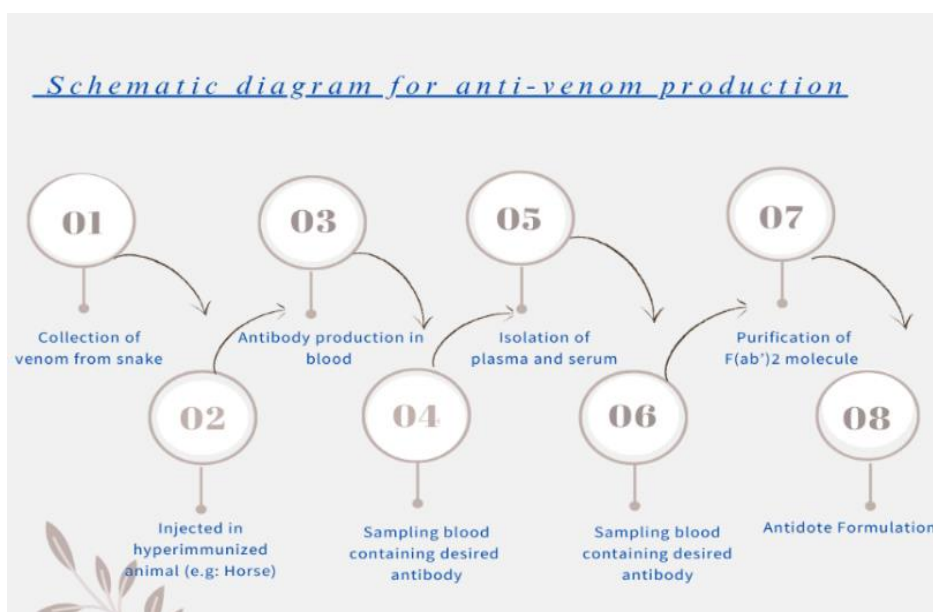 Schematic diagram for anti-venom production
01
Collection of
venom from snake
02
Injected in
hyperimmunized
animal (e.g: Horse)
03
Antibody production in
blood
04
Sampling blood
containing desired
antibody
05
Isolation of
plasma and serum
06
Sampling blood
containing desired
antibody
07
Purification of
F(ab')2 molecule
08
Antidote Formulation